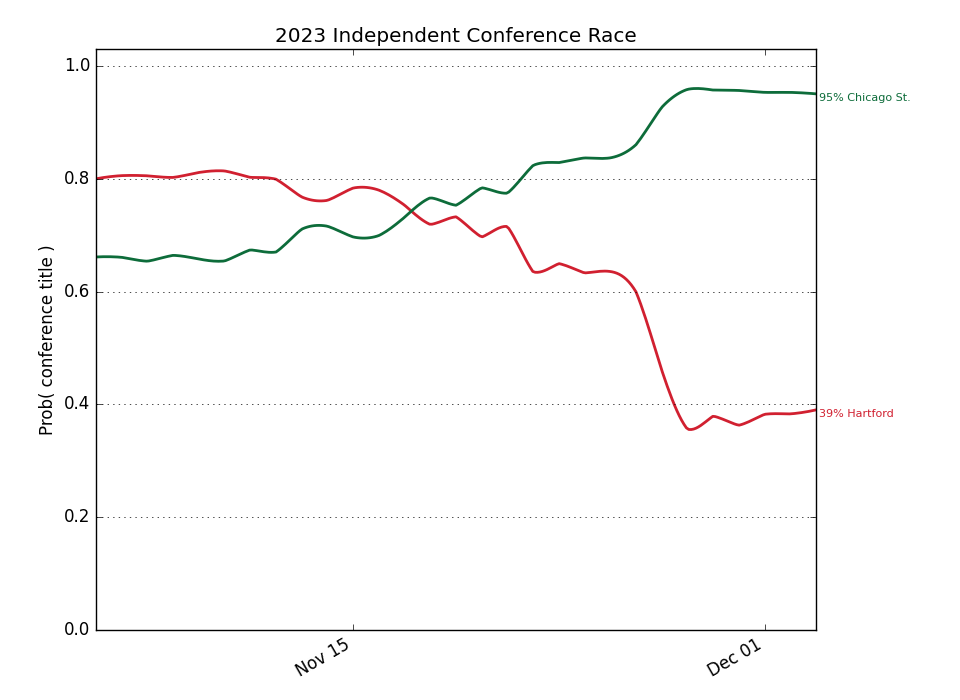 2023 Independent Conference Race
1.0
0.8
0.6
0.4
0.2
0.0
Prob( conference title )
95% Chicago St.
39% Hartford
Nov 15
Dec 01